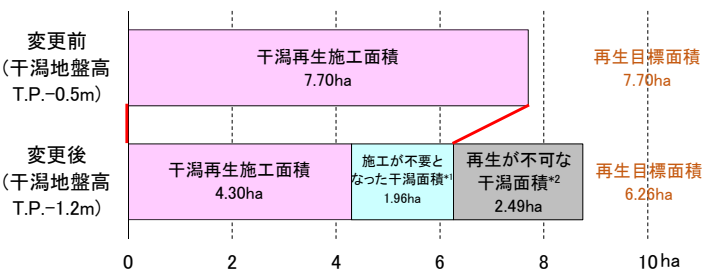 変更前
(干潟地盤高
T.P.-0.5m)
干潟再生施工面積
7.70ha
再生目標面積
7.70ha
変更後
(干潟地盤高
T.P.-1.2m)
干潟再生施工面積
4.30ha
施工が不要と
なった干潟面積*1
1.96ha
再生が不可な
干潟面積*2
2.49ha
再生目標面積
6.26ha
0 2 4 6 8 10 ha